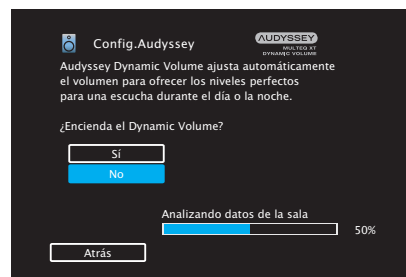 Config.Audyssey
AUDYSSEY
MULTEQ XT
DYNAMIC VOLUME
Audyssey Dynamic Volume ajusta automáticamente
el volumen para ofrecer los niveles perfectos
para una escucha durante el día o la noche.
¿Encienda el Dynamic Volume?
Sí
No
Analizando datos de la sala
50%
Atrás